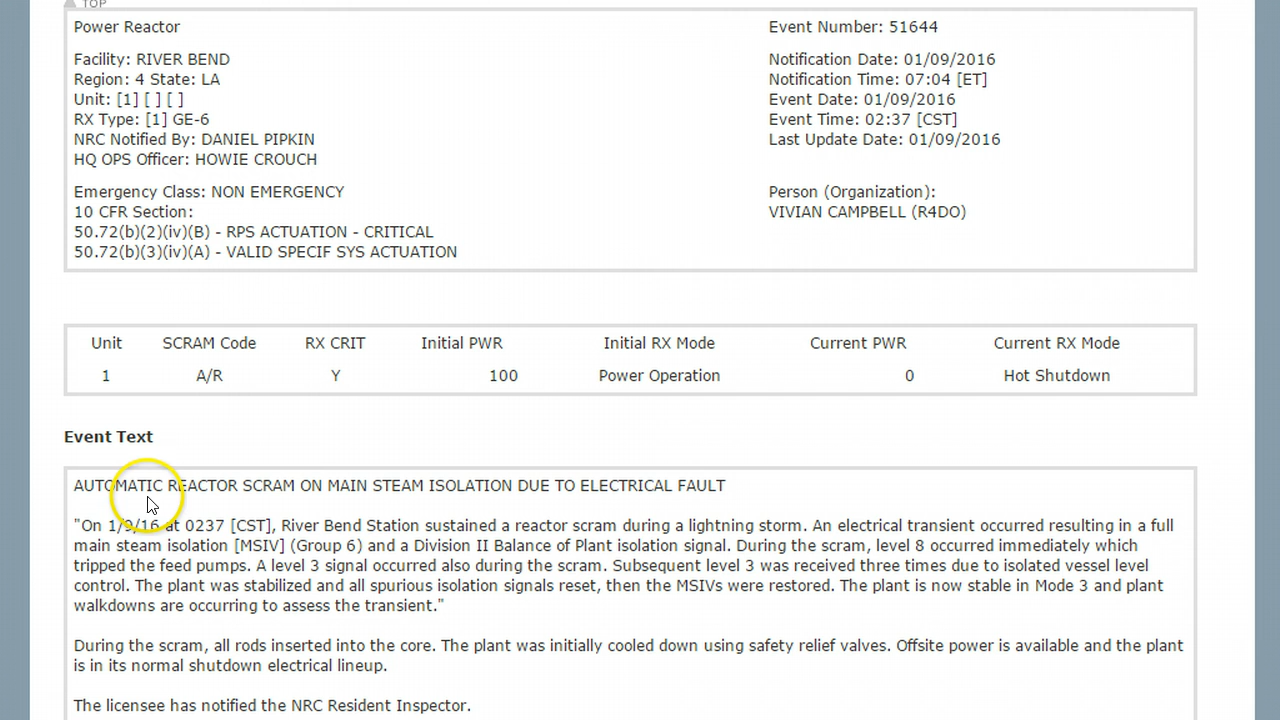 TOP
Power Reactor
Event Number: 51644
Facility: RIVER BEND
Region: 4 State: LA
Unit: [1] [ ] [ ]
RX Type: [1] GE-6
NRC Notified By: DANIEL PIPKIN
HQ OPS Officer: HOWIE CROUCH
Notification Date: 01/09/2016
Notification Time: 07:04 [ET]
Event Date: 01/09/2016
Event Time: 02:37 [CST]
Last Update Date: 01/09/2016
Emergency Class: NON EMERGENCY
10 CFR Section:
50.72(b)(2)(iv)(B) - RPS ACTUATION - CRITICAL
50.72(b)(3)(iv)(A) - VALID SPECIF SYS ACTUATION
Person (Organization):
VIVIAN CAMPBELL (R4DO)
Unit SCRAM Code RX CRIT Initial PWR Initial RX Mode Current PWR Current RX Mode
1 A/R Y 100 Power Operation 0 Hot Shutdown
Event Text
AUTOMATIC REACTOR SCRAM ON MAIN STEAM ISOLATION DUE TO ELECTRICAL FAULT
"On 1/9/16 at 0237 [CST], River Bend Station sustained a reactor scram during a lightning storm. An electrical transient occurred resulting in a full
main steam isolation [MSIV] (Group 6) and a Division II Balance of Plant isolation signal. During the scram, level 8 occurred immediately which
tripped the feed pumps. A level 3 signal occurred also during the scram. Subsequent level 3 was received three times due to isolated vessel level
control. The plant was stabilized and all spurious isolation signals reset, then the MSIVs were restored. The plant is now stable in Mode 3 and plant
walkdowns are occurring to assess the transient."
During the scram, all rods inserted into the core. The plant was initially cooled down using safety relief valves. Offsite power is available and the plant
is in its normal shutdown electrical lineup.
The licensee has notified the NRC Resident Inspector.